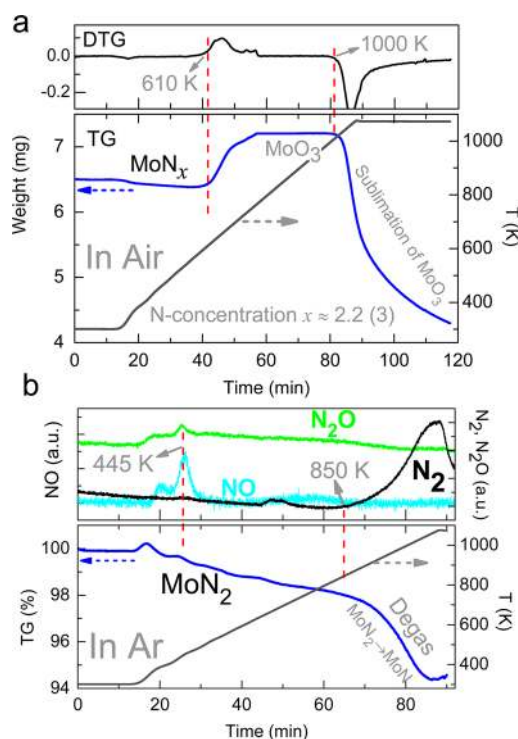 a
DTG
0.0
-0.2
610 K
1000 K
TG
MoNx
MoO3
Sublimation of MoO3
In Air
N-concentration x ≈ 2.2 (3)
Weight (mg)
7
6
5
4
T (K)
1000
800
600
400
0 20 40 60 80 100 120
Time (min)
b
N2O
NO
N2
445 K
850 K
NO (a.u.)
N2, N2O (a.u.)
MoN2
In Ar
Degas
MoN2→MoN
TG (%)
100
98
96
94
T (K)
1000
800
600
400
0 20 40 60 80
Time (min)